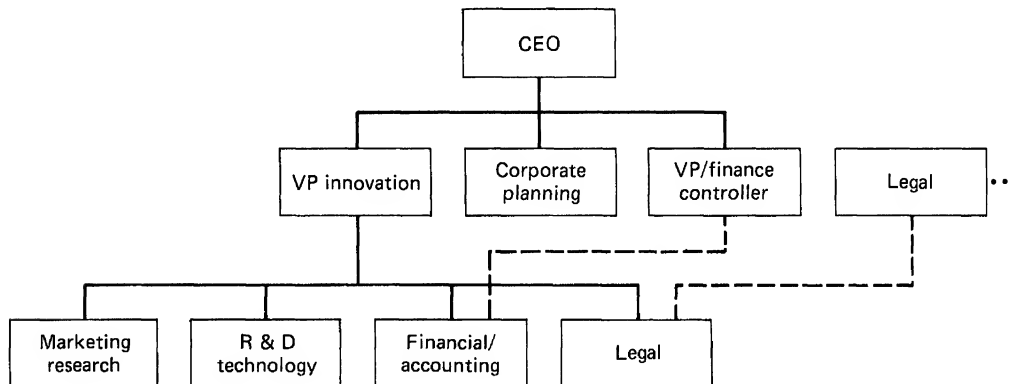 CEO
VP innovation
Corporate
planning
VP/finance
controller
Legal
Marketing
research
R & D
technology
Financial/
accounting
Legal